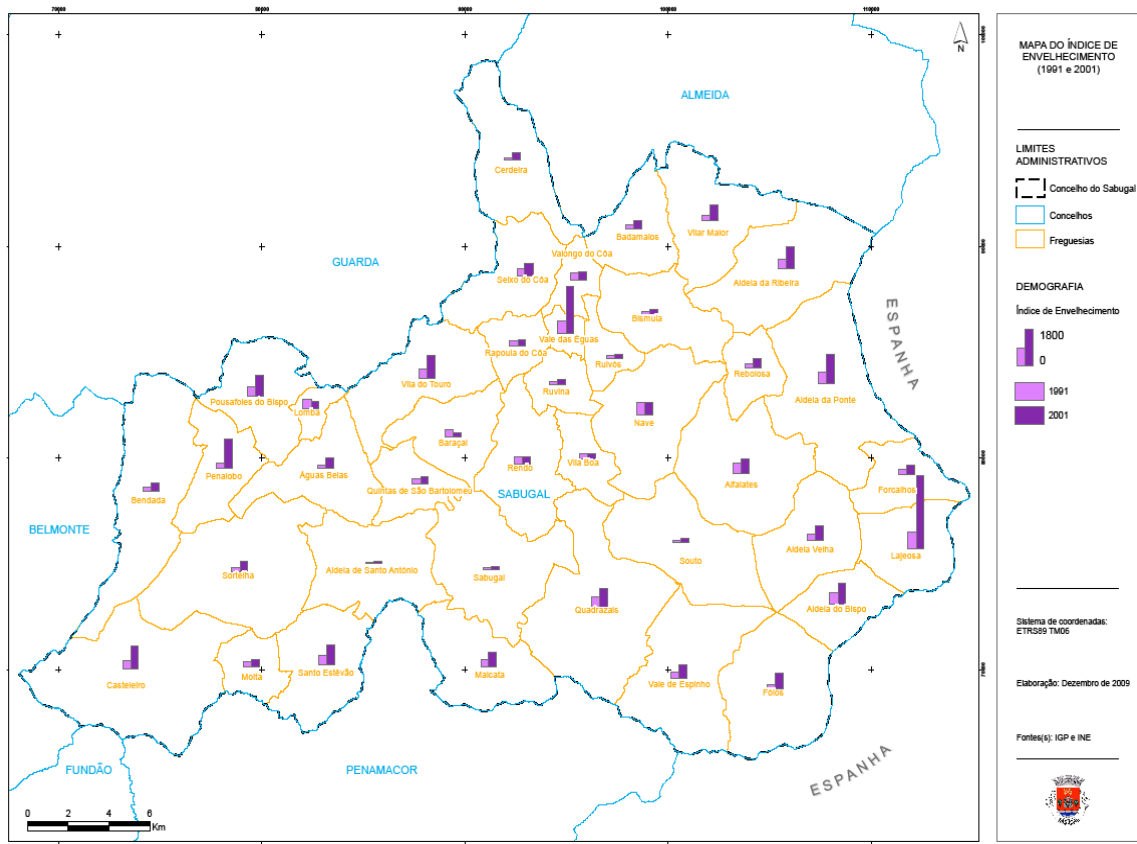 70000
80000
90000
100000
110000
100000
N
ALMEIDA
Cerdeira
Badamalos
Vilar Maior
GUARDA
Valongo do Côa
Seixo do Côa
Aldeia da Ribeira
Bismula
Vale das Éguas
ESPANHA
Rapoula do Côa
Ruivós
Rebolosa
Vila do Touro
Ruvina
Aldeia da Ponte
Pousafoles do Bispo
Lomba
Nave
Baraçal
Penalobo
Águas Belas
Rendo
Vila Boa
Alfaiates
Forcalhos
Quintas de São Bartolomeu
SABUGAL
Bendada
BELMONTE
Aldeia Velha
Lajeosa
Souto
Sortelha
Aldeia de Santo António
Sabugal
Aldeia do Bispo
Quadrazais
Santo Estêvão
Malcata
Moita
Casteleiro
Vale de Espinho
Fóios
FUNDÃO
PENAMACOR
ESPANHA
0 2 4 6
Km
MAPA DO ÍNDICE DE
ENVELHECIMENTO
(1991 e 2001)
LIMITES
ADMINISTRATIVOS
Concelho do Sabugal
Concelhos
Freguesias
DEMOGRAFIA
Índice de Envelhecimento
1800
0
1991
2001
Sistema de coordenadas:
ETRS89 TM06
Elaboração: Dezembro de 2009
Fontes(s): IGP e INE